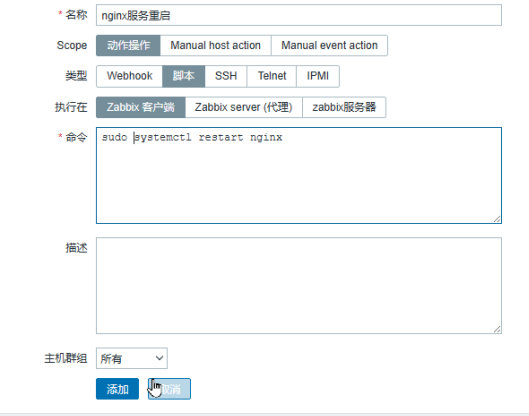 * 名称 nginx服务重启
Scope 动作操作 Manual host action Manual event action
类型 Webhook 脚本 SSH Telnet IPMI
执行在 Zabbix 客户端 Zabbix server (代理) zabbix服务器
* 命令 sudo systemctl restart nginx
描述
主机群组 所有
添加 取消